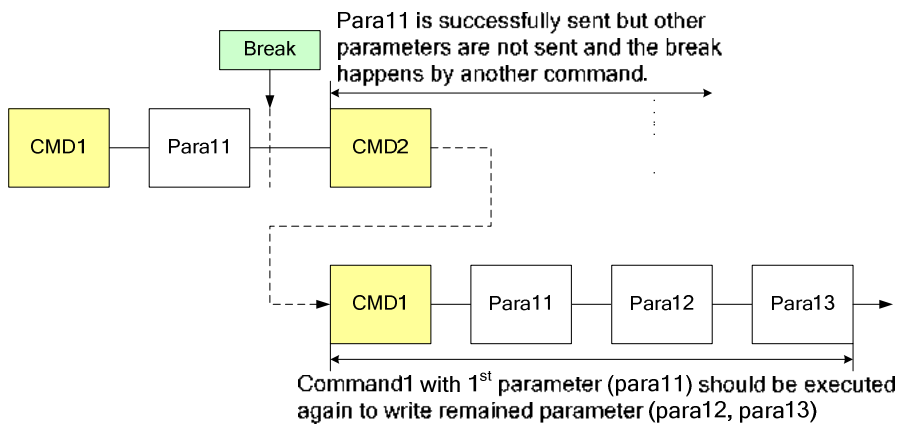 Para11 is successfully sent but other
parameters are not sent and the break
happens by another command.
Break
CMD1
Para11
CMD2
CMD1
Para11
Para12
Para13
Command1 with 1st parameter (para11) should be executed
again to write remained parameter (para12, para13)